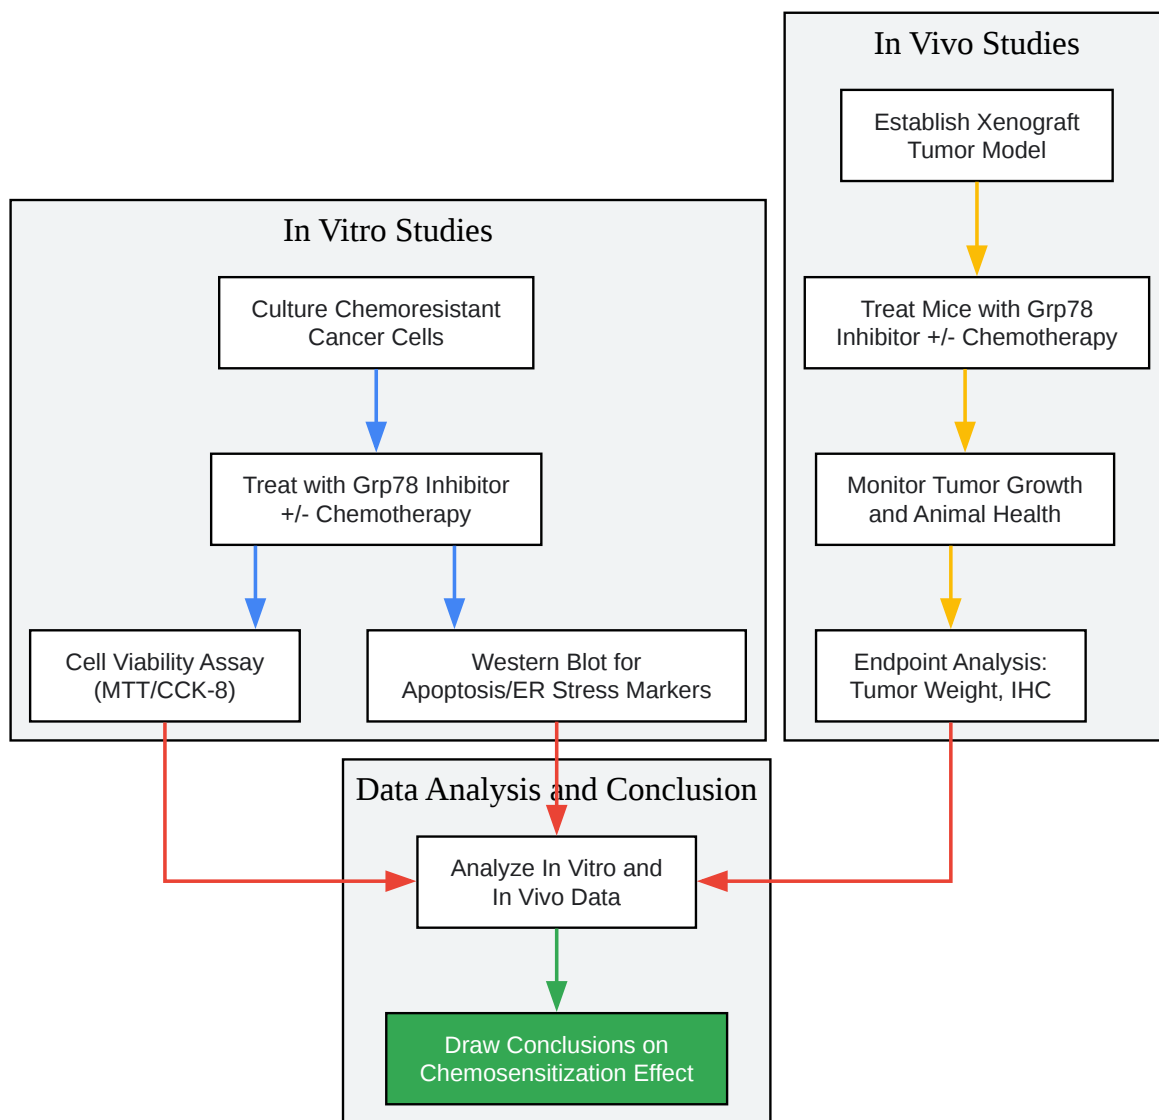 In Vivo Studies
Establish Xenograft
Tumor Model
Treat Mice with Grp78
Inhibitor +/- Chemotherapy
Monitor Tumor Growth
and Animal Health
Endpoint Analysis:
Tumor Weight, IHC
In Vitro Studies
Culture Chemoresistant
Cancer Cells
Treat with Grp78 Inhibitor
+/- Chemotherapy
Cell Viability Assay
(MTT/CCK-8)
Western Blot for
Apoptosis/ER Stress Markers
Data Analysis and Conclusion
Analyze In Vitro and
In Vivo Data
Draw Conclusions on
Chemosensitization Effect